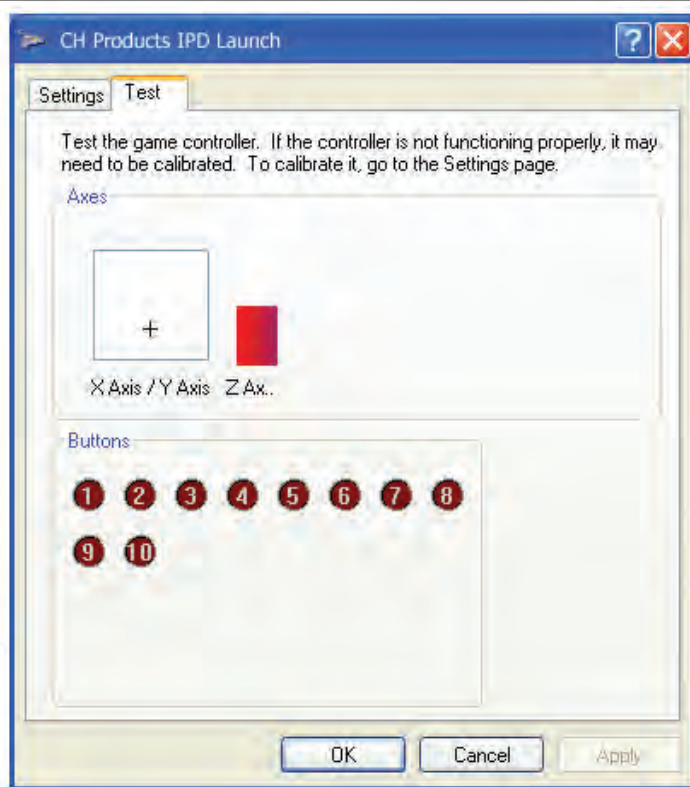 CH Products IPD Launch
?
Settings Test
Test the game controller. If the controller is not functioning properly, it may
need to be calibrated. To calibrate it, go to the Settings page.
Axes
X Axis / Y Axis Z Ax..
Buttons
1 2 3 4 5 6 7 8
9 10
OK Cancel Apply